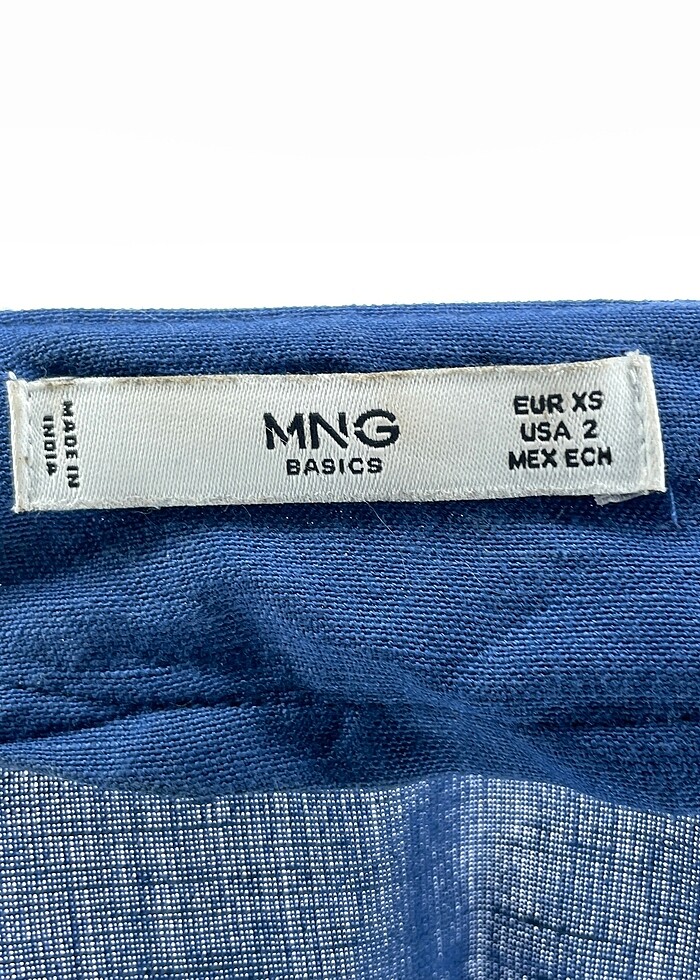 MADE IN
INDIA
MNG
BASICS
EUR XS
USA 2
MEX ECH